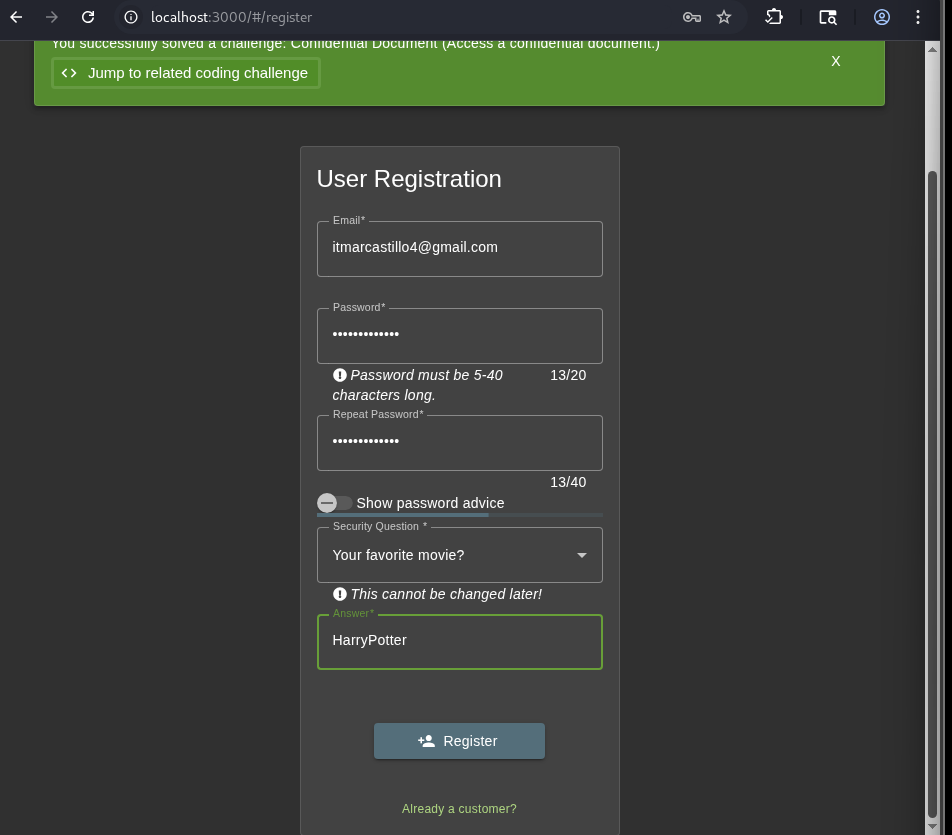 localhost:3000/#/register
You successfully solved a challenge: Confidential Document (Access a confidential document.)
<> Jump to related coding challenge
X
User Registration
Email*
itmarcastillo4@gmail.com
Password*
•••••••••••••
Password must be 5-40 13/20
characters long.
Repeat Password*
•••••••••••••
13/40
Show password advice
Security Question *
Your favorite movie?
This cannot be changed later!
Answer*
HarryPotter
Register
Already a customer?